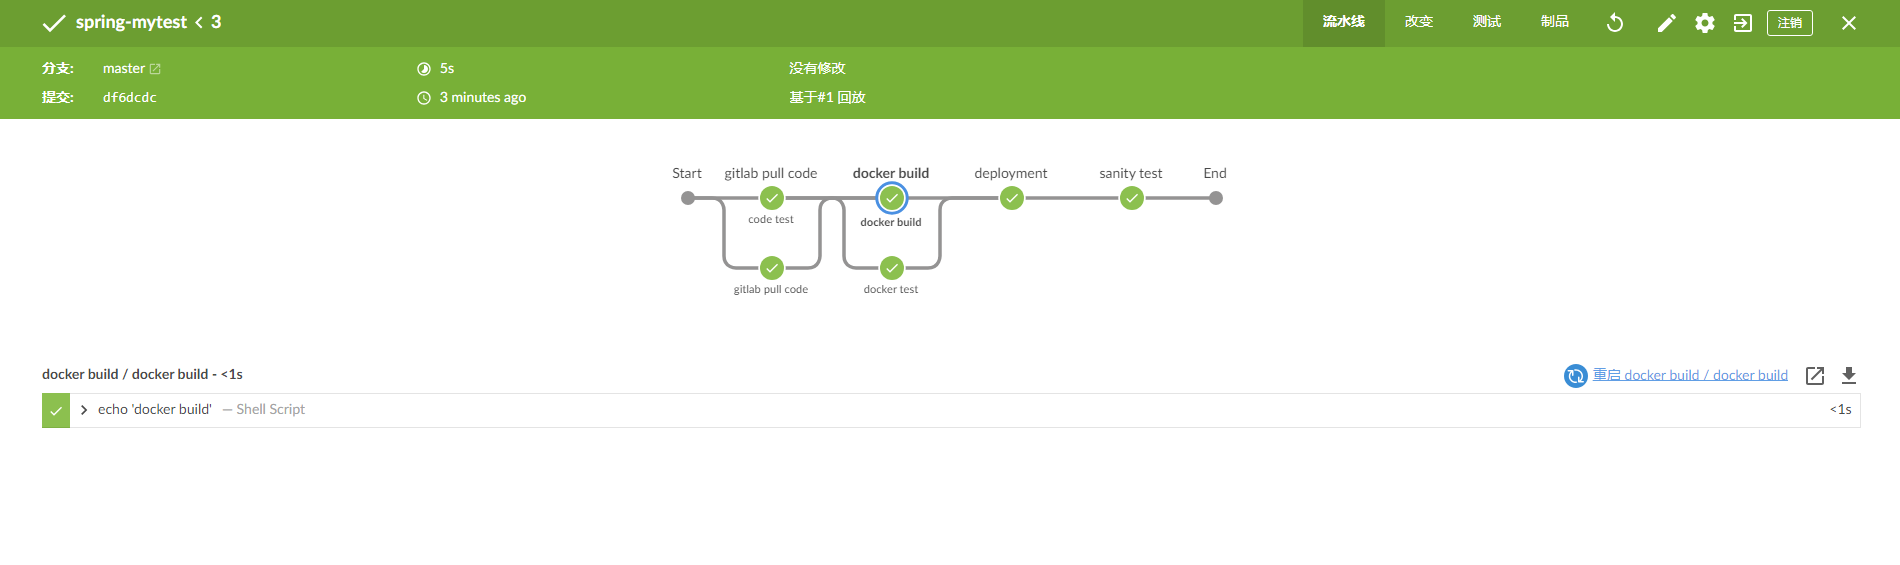 spring-mytest < 3
流水线 改变 测试 制品 注销
分支: master 5s 没有修改
提交: df6dcdc 3 minutes ago 基于#1 回放
Start gitlab pull code docker build deployment sanity test End
code test docker build
gitlab pull code docker test
docker build / docker build - <1s 重启 docker build / docker build
echo 'docker build' — Shell Script <1s